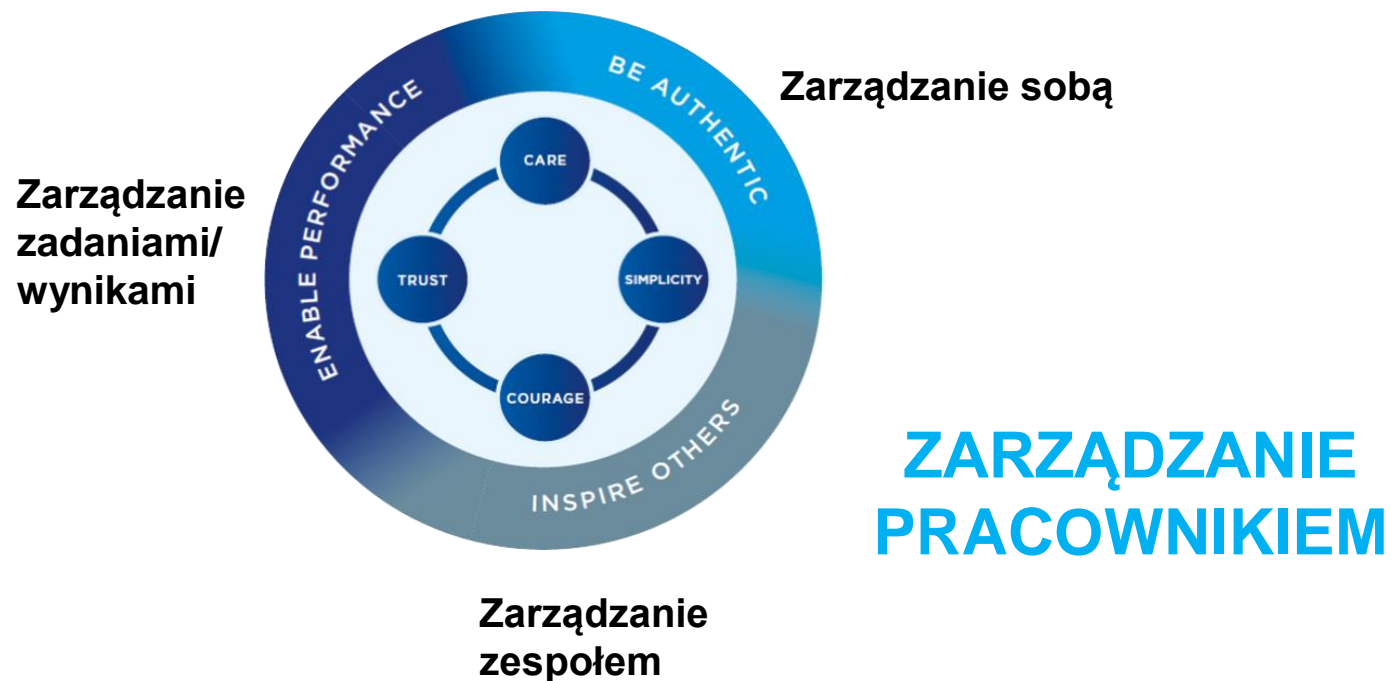 BE AUTHENTIC
Zarządzanie sobą
ENABLE PERFORMANCE
CARE
Zarządzanie
zadaniami/
wynikami
TRUST
SIMPLICITY
COURAGE
INSPIRE OTHERS
ZARZĄDZANIE
PRACOWNIKIEM
Zarządzanie
zespołem